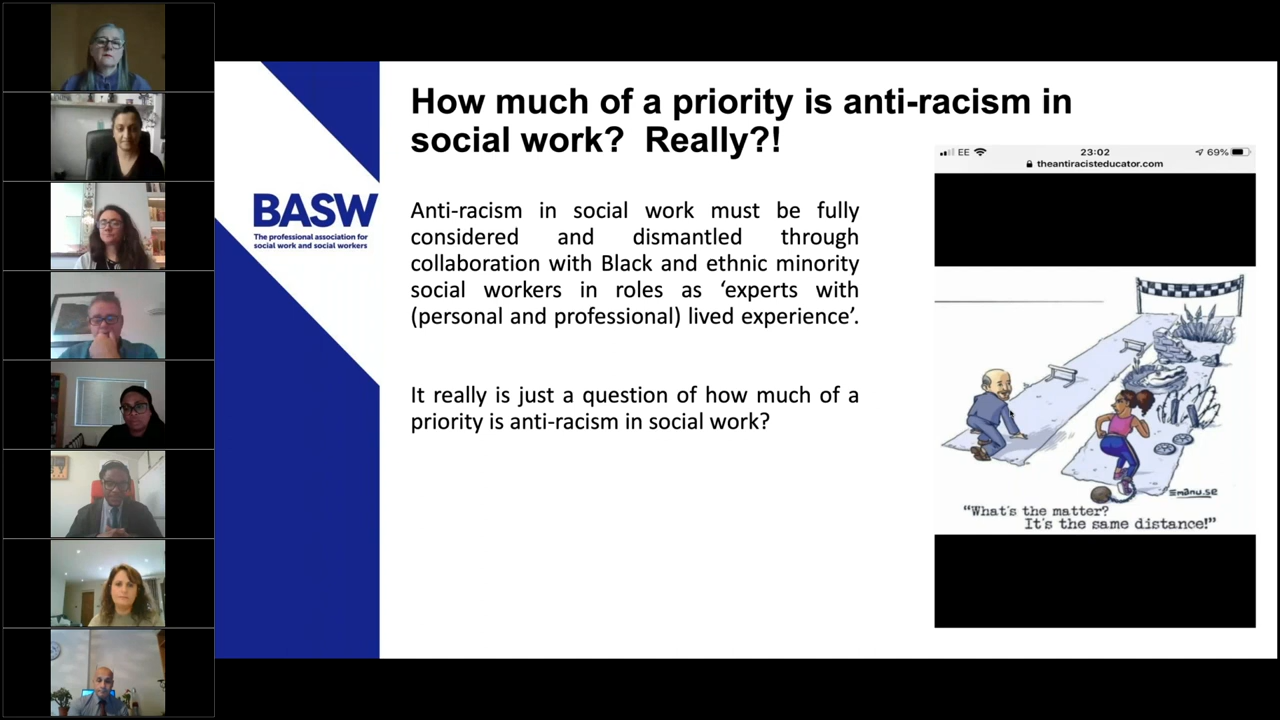 How much of a priority is anti-racism in
social work? Really?!
BASW
The professional association for
social work and social workers
Anti-racism in social work must be fully
considered and dismantled through
collaboration with Black and ethnic minority
social workers in roles as ‘experts with
(personal and professional) lived experience’.
It really is just a question of how much of a
priority is anti-racism in social work?
EE 23:02 69%
theantiracisteducator.com
Emanu.se
“What's the matter?
It's the same distance!”